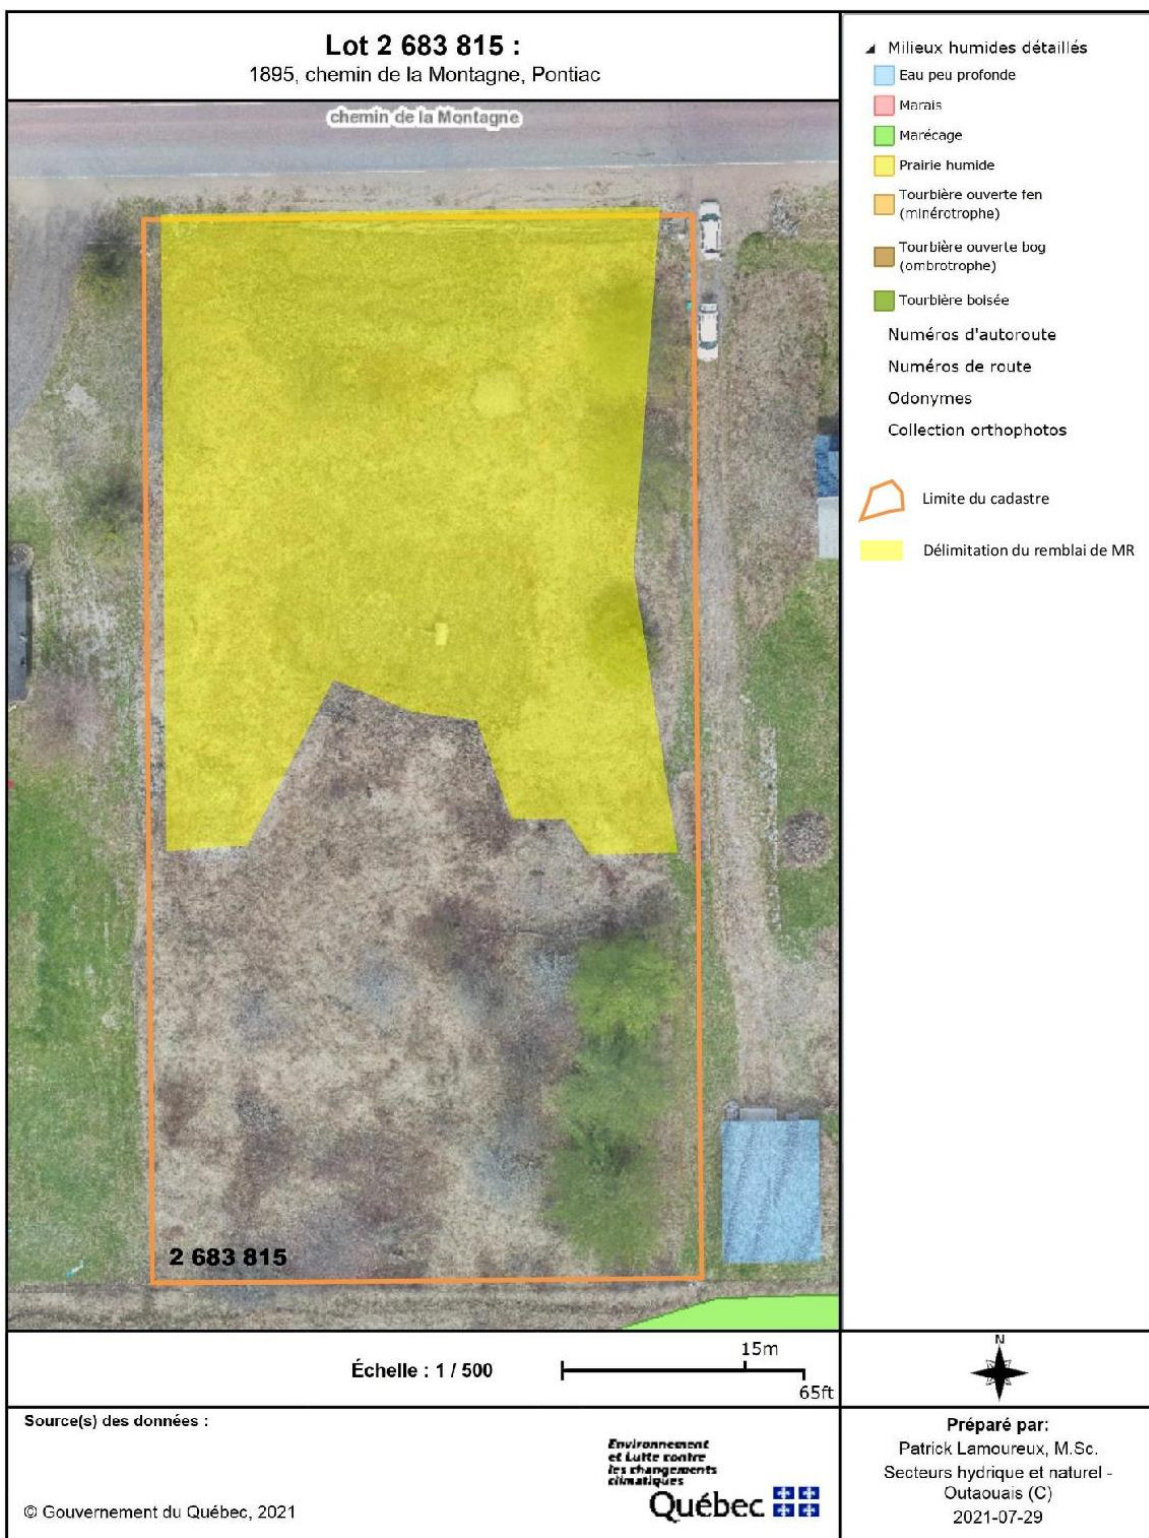 Lot 2 683 815 :
1895, chemin de la Montagne, Pontiac
chemin de la Montagne
2 683 815
Milieux humides détaillés
Eau peu profonde
Marais
Marécage
Prairie humide
Tourbière ouverte fen
(minérotrophe)
Tourbière ouverte bog
(ombrotrophe)
Tourbière boisée
Numéros d'autoroute
Numéros de route
Odonymes
Collection orthophotos
Limite du cadastre
Délimitation du remblai de MR
Échelle : 1 / 500
15m
65ft
N
Source(s) des données :
© Gouvernement du Québec, 2021
Environnement
et Lutte contre
les changements
climatiques
Québec
Préparé par:
Patrick Lamoureux, M.Sc.
Secteurs hydrique et naturel -
Outaouais (C)
2021-07-29